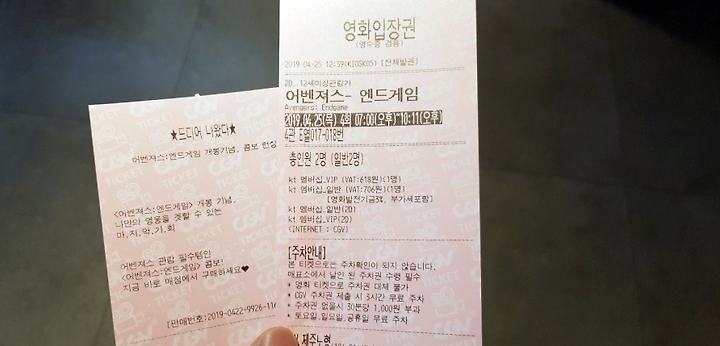 ★드디어 나왔다★
어벤져스:엔드게임 개봉기념, 콤보 런칭
<어벤져스:엔드게임> 개봉 기념,
나만의 영웅을 겟할 수 있는
마.지.막.기.회
어벤져스 관람 필수템인
<어벤져스:엔드게임> 콤보!
지금 바로 매점에서 구매하세요♥
[판매번호:2019-0422-9926-11
영화입장권
(영수증 겸용)
2019-04-25 12:59(KIOSK05) [전체발권]
2D, 12세이상관람가
어벤져스- 엔드게임
Avengers: Endgame
2019.04.25(목) 4회 07:00(오후)~10:11(오후)
4관 E열017-018번
총인원 2명 (일반2명)
kt 멤버십_VIP (VAT:618원)(1명)
kt 멤버십_일반 (VAT:706원)(1명)
[영화발전기금3%, 부가세포함]
kt 멤버십_일반(2D)
kt 멤버십_VIP(2D)
(INTERNET : CGV)
[주차안내]
본 티켓으로는 주차확인이 되지 않습니다.
매표소에서 날인 된 주차권 수령 필수
* 영화 티켓으로 주차권 대체 불가
* CGV 주차권 제출 시 3시간 무료 주차
* 주차권 없을시 30분당 1,000원 부과
* 토요일,일요일,공휴일 무료 주차
제주노형
CGV
TICKET